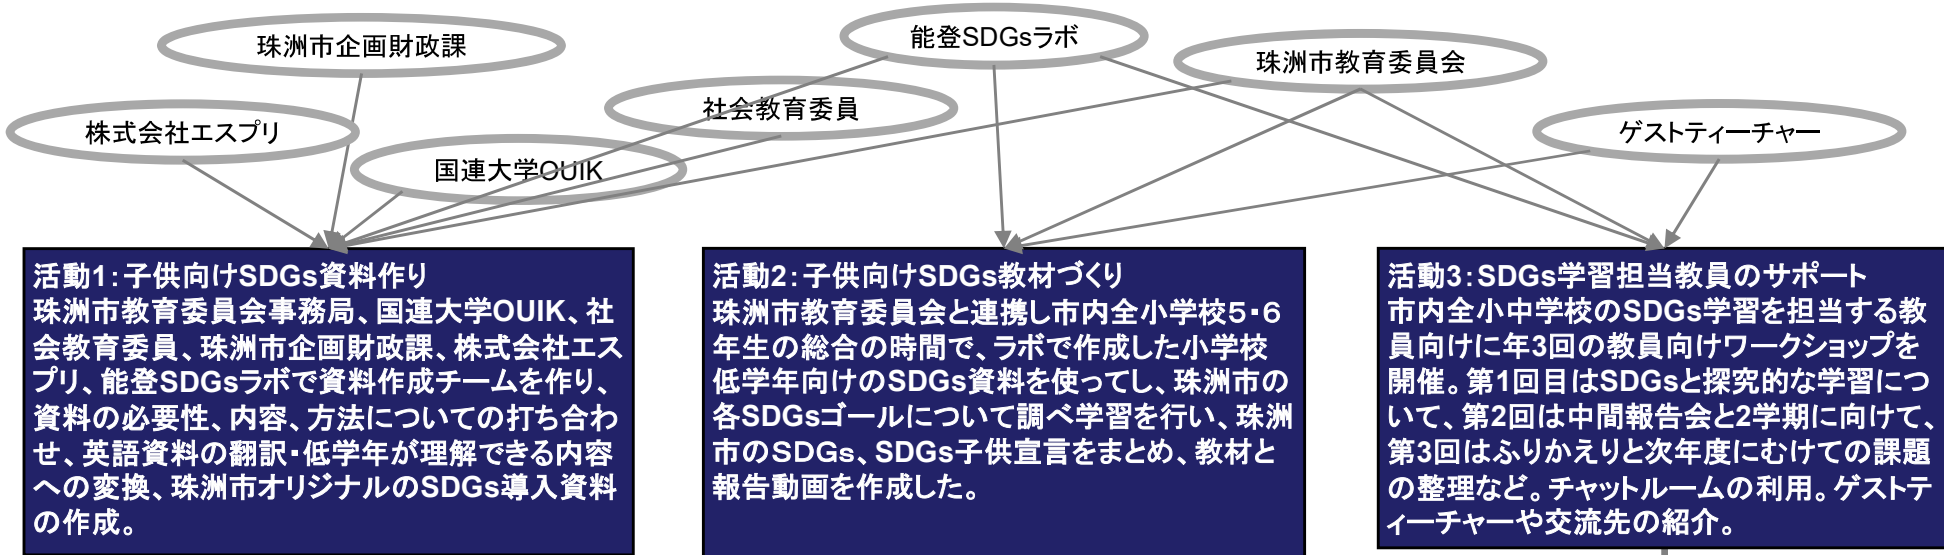 珠洲市企画財政課
能登SDGsラボ
珠洲市教育委員会
社会教育委員
株式会社エスプリ
ゲストティーチャー
国連大学OUIK
活動1:子供向けSDGs資料作り
珠洲市教育委員会事務局、国連大学OUIK、社
会教育委員、珠洲市企画財政課、株式会社エス
プリ、能登SDGsラボで資料作成チームを作り、
資料の必要性、内容、方法についての打ち合わ
せ、英語資料の翻訳・低学年が理解できる内容
への変換、珠洲市オリジナルのSDGs導入資料
の作成。
活動2:子供向けSDGs教材づくり
珠洲市教育委員会と連携し市内全小学校5・6
年生の総合の時間で、ラボで作成した小学校
低学年向けのSDGs資料を使ってし、珠洲市の
各SDGsゴールについて調べ学習を行い、珠洲
市のSDGs、SDGs子供宣言をまとめ、教材と
報告動画を作成した。
活動3:SDGs学習担当教員のサポート
市内全小中学校のSDGs学習を担当する教
員向けに年3回の教員向けワークショップを
開催。第1回目はSDGsと探究的な学習につ
いて、第2回は中間報告会と2学期に向けて、
第3回はふりかえりと次年度にむけての課題
の整理など。チャットルームの利用。ゲストテ
ィーチャーや交流先の紹介。